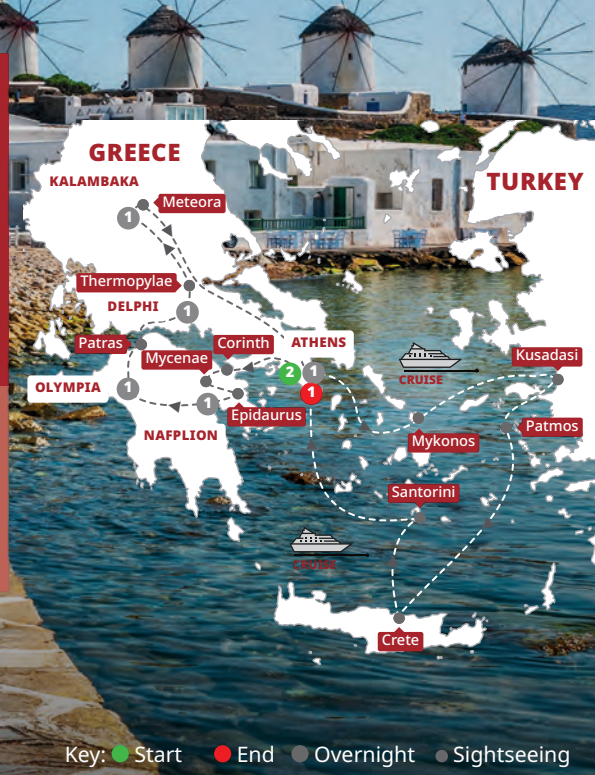 GREECE
KALAMBAKA
TURKEY
Meteora
1
Thermopylae
DELPHI
1
Patras
Corinth
ATHENS
Mycenae
2
1
1
CRUISE
Kusadasi
OLYMPIA
1
1
Epidaurus
Mykonos
Patmos
NAFPLION
Santorini
CRUISE
Crete
Key: Start End Overnight Sightseeing